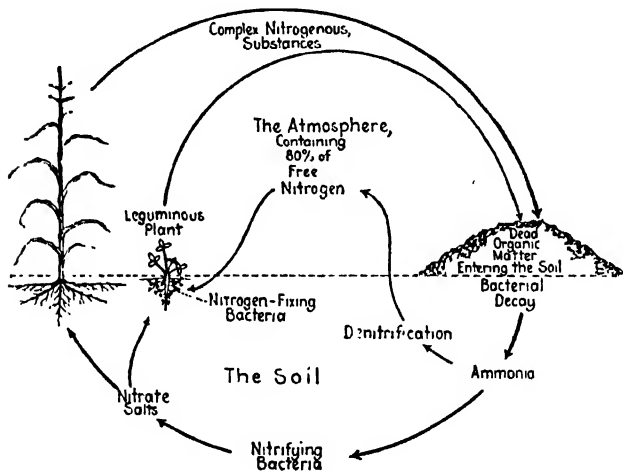 Complex Nitrogenous,
Substances
The Atmosphere,
Containing
80% of
Free
Nitrogen
Leguminous
Plant
Dead
Organic
Matter
Entering the Soil
Bacterial
Decay
Nitrogen-Fixing
Bacteria
Denitrification
Ammonia
The Soil
Nitrate
Salts
Nitrifying
Bacteria